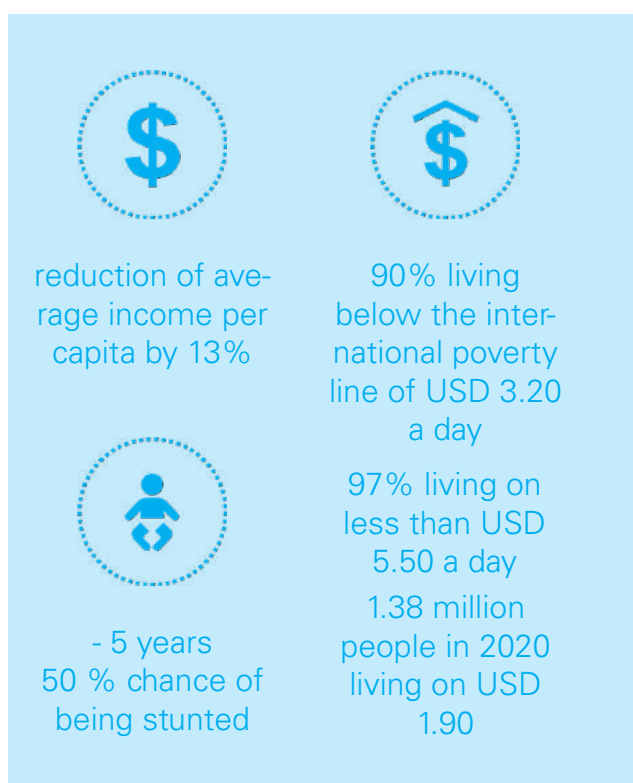 $
$
reduction of ave-
rage income per
capita by 13%
90% living
below the inter-
national poverty
line of USD 3.20
a day
97% living on
less than USD
5.50 a day
1.38 million
people in 2020
living on USD
1.90
- 5 years
50 % chance of
being stunted